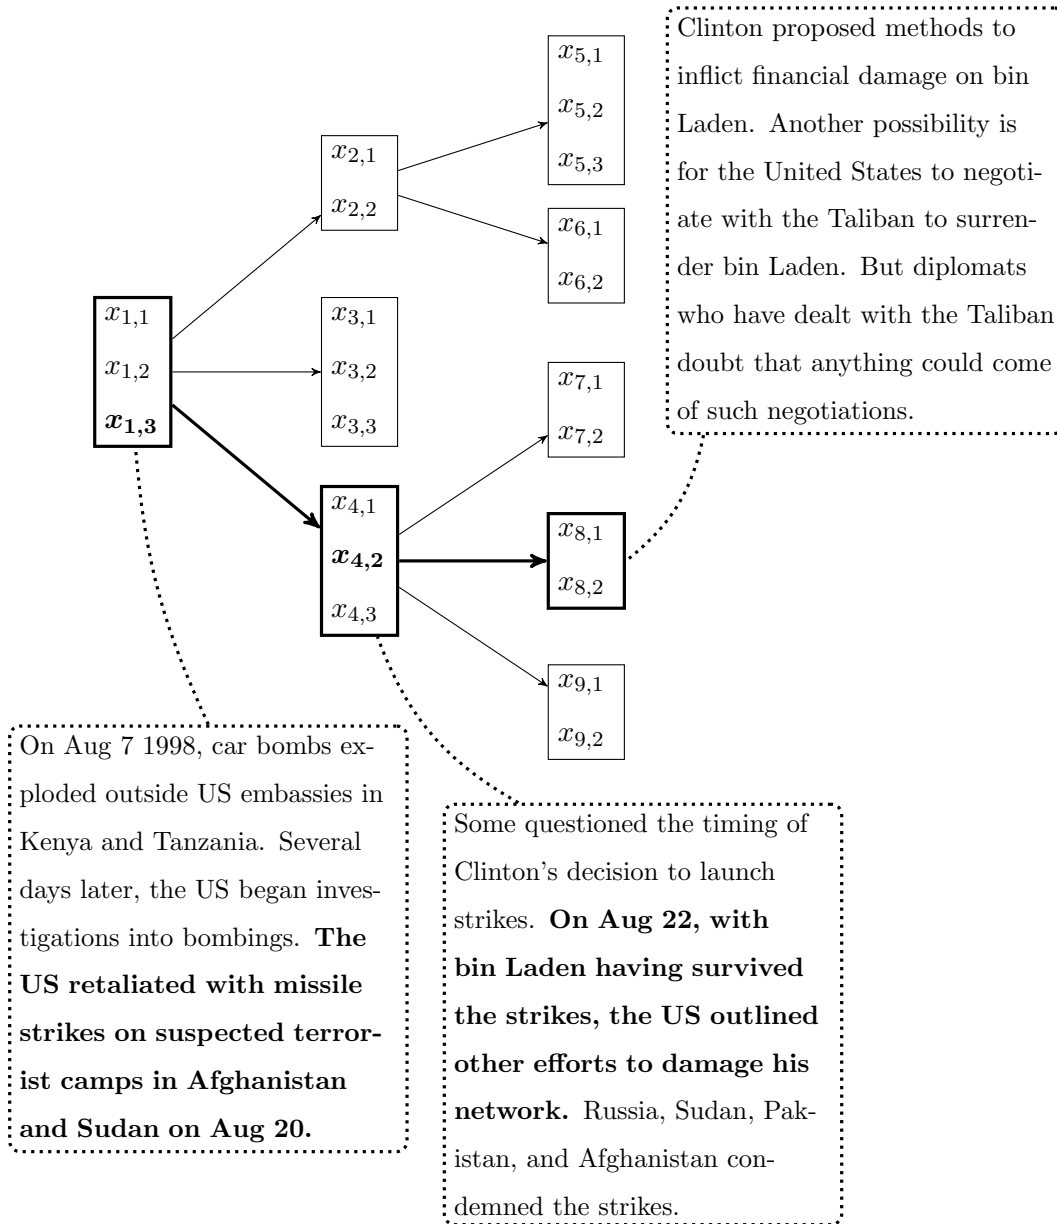 x1,1
x1,2
x1,3
x2,1
x2,2
x3,1
x3,2
x3,3
x4,1
x4,2
x4,3
x5,1
x5,2
x5,3
x6,1
x6,2
x7,1
x7,2
x8,1
x8,2
x9,1
x9,2
Clinton proposed methods to
inflict financial damage on bin
Laden. Another possibility is
for the United States to negoti-
ate with the Taliban to surren-
der bin Laden. But diplomats
who have dealt with the Taliban
doubt that anything could come
of such negotiations.
On Aug 7 1998, car bombs ex-
ploded outside US embassies in
Kenya and Tanzania. Several
days later, the US began inves-
tigations into bombings. The
US retaliated with missile
strikes on suspected terror-
ist camps in Afghanistan
and Sudan on Aug 20.
Some questioned the timing of
Clinton's decision to launch
strikes. On Aug 22, with
bin Laden having survived
the strikes, the US outlined
other efforts to damage his
network. Russia, Sudan, Pak-
istan, and Afghanistan con-
demned the strikes.